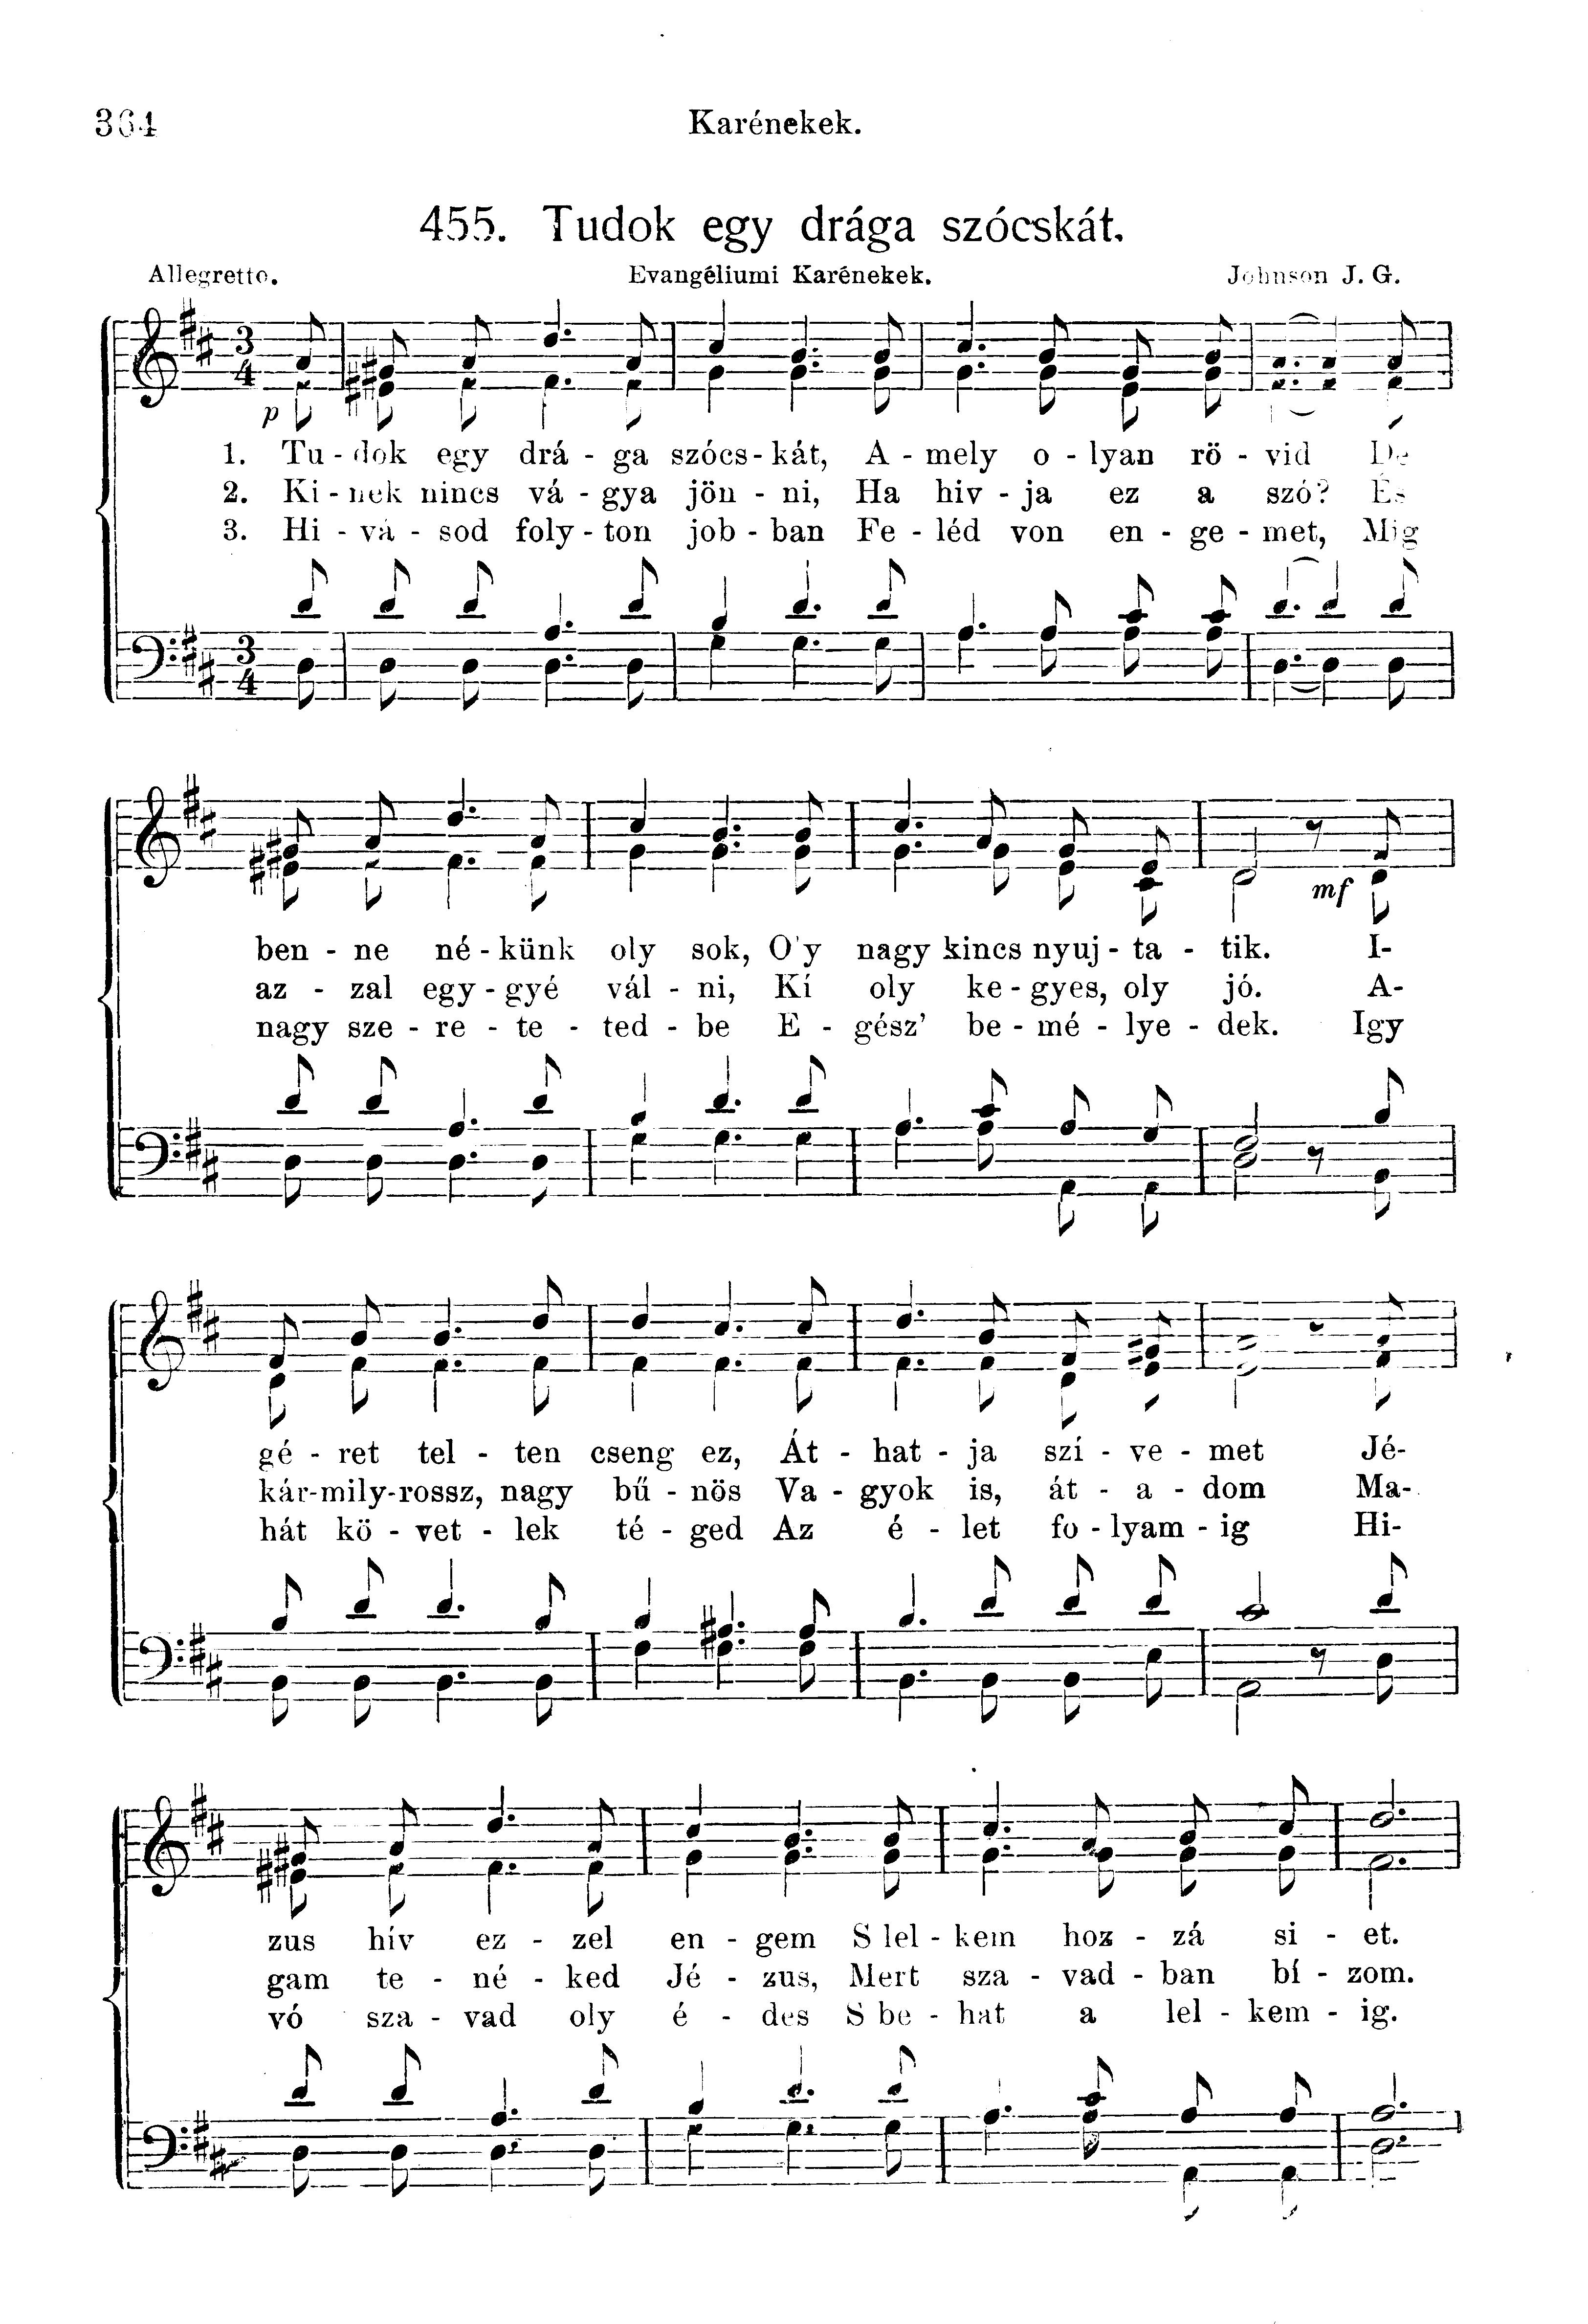 364
Karénekek.
455. Tudok egy drága szócskát.
Allegretto. Evangéliumi Karénekek. Johnson J. G.
3 4
p
1. Tu - dok egy drá - ga szócs - kát, A - mely o - lyan rö - vid De
2. Ki - nek nincs vá - gya jön - ni, Ha hiv - ja ez a szó? És
3. Hi - vá - sod foly - ton job - ban Fe - léd von en - ge - met, Mig
3 4
mf
ben - ne né - künk oly sok, O'y nagy kincs nyuj - ta - tik. I-
az - zal egy - gyé vál - ni, Kí oly ke - gyes, oly jó. A-
nagy sze - re - te - ted - be E - gész' be - mé - lye - dek. Igy
gé - ret tel - ten cseng ez, Át - hat - ja szí - ve - met Jé-
kár-mily-rossz, nagy bű - nös Va - gyok is, át - a - dom Ma-
hát kö - vet - lek té - ged Az é - let fo - lyam - ig Hi-
zus hív ez - zel en - gem S lel - kem hoz - zá si - et.
gam te - né - ked Jé - zus, Mert sza - vad - ban bí - zom.
vó sza - vad oly é - des S be - hat a lel - kem - ig.